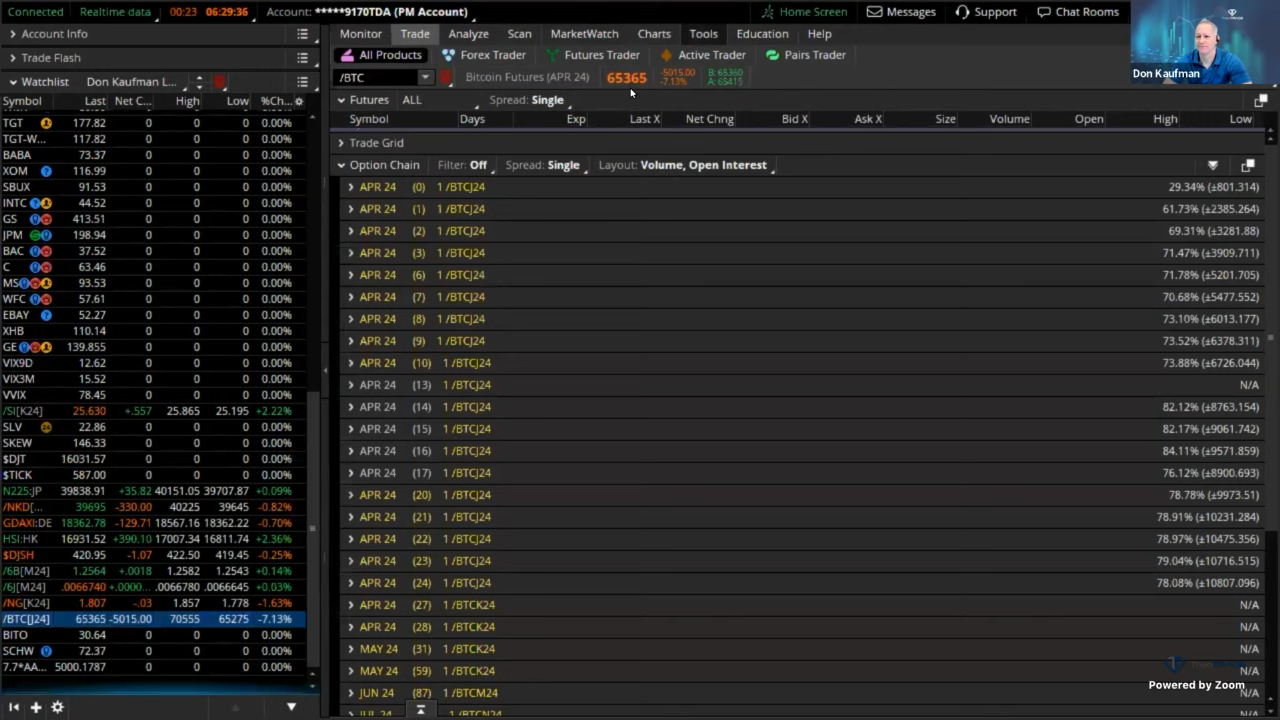 Connected Realtime data 00:23 06:29:36 Account: *****9170TDA (PM Account) Home Screen Messages Support Chat Rooms
Account Info
Trade Flash
Watchlist Don Kaufman L...
Symbol Last Net C... High Low %Ch...
TGT 177.82 0 0 0 0.00%
TGT-W... 117.82 0 0 0 0.00%
BABA 73.37 0 0 0 0.00%
XOM 116.99 0 0 0 0.00%
SBUX 91.53 0 0 0 0.00%
INTC 44.52 0 0 0 0.00%
GS 413.51 0 0 0 0.00%
JPM 198.94 0 0 0 0.00%
BAC 37.52 0 0 0 0.00%
C 63.46 0 0 0 0.00%
MS 93.53 0 0 0 0.00%
WFC 57.61 0 0 0 0.00%
EBAY 52.27 0 0 0 0.00%
XHB 110.14 0 0 0 0.00%
GE 139.855 0 0 0 0.00%
VIX9D 12.62 0 0 0 0.00%
VIX3M 15.52 0 0 0 0.00%
VVIX 78.45 0 0 0 0.00%
/SI[K24] 25.630 +.557 25.865 25.195 +2.22%
SLV 22.86 0 0 0 0.00%
SKEW 146.33 0 0 0 0.00%
$DJT 16031.57 0 0 0 0.00%
$TICK 587.00 0 0 0 0.00%
N225:JP 39838.91 +35.82 40151.05 39707.87 +0.09%
/NKD[... 39695 -330.00 40225 39645 -0.82%
GDAXI:DE 18362.78 -129.71 18567.16 18362.22 -0.70%
HSI:HK 16931.52 +390.10 17007.34 16811.74 +2.36%
$DJSH 420.95 -1.07 422.50 419.45 -0.25%
/6B[M24] 1.2564 +.0018 1.2582 1.2543 +0.14%
/6J[M24] .0066740 +.0000... .0066780 .0066645 +0.03%
/NG[K24] 1.807 -.03 1.857 1.778 -1.63%
/BTC[J24] 65365 -5015.00 70555 65275 -7.13%
BITO 30.64 0 0 0 0.00%
SCHW 72.37 0 0 0 0.00%
7.7*AA... 5000.1787 0 0 0 0.00%
Monitor Trade Analyze Scan MarketWatch Charts Tools Education Help
All Products Forex Trader Futures Trader Active Trader Pairs Trader
/BTC Bitcoin Futures (APR 24) 65365 -5015.00 B: 65360
-7.13% A: 65415
Futures ALL Spread: Single
Symbol Days Exp Last X Net Chng Bid X Ask X Size Volume Open High Low
Trade Grid
Option Chain Filter: Off Spread: Single Layout: Volume, Open Interest
APR 24 (0) 1 /BTCJ24 29.34% (±801.314)
APR 24 (1) 1 /BTCJ24 61.73% (±2385.264)
APR 24 (2) 1 /BTCJ24 69.31% (±3281.88)
APR 24 (3) 1 /BTCJ24 71.47% (±3909.711)
APR 24 (6) 1 /BTCJ24 71.78% (±5201.705)
APR 24 (7) 1 /BTCJ24 70.68% (±5477.552)
APR 24 (8) 1 /BTCJ24 73.10% (±6013.177)
APR 24 (9) 1 /BTCJ24 73.52% (±6378.311)
APR 24 (10) 1 /BTCJ24 73.88% (±6726.044)
APR 24 (13) 1 /BTCJ24 N/A
APR 24 (14) 1 /BTCJ24 82.12% (±8763.154)
APR 24 (15) 1 /BTCJ24 82.17% (±9061.742)
APR 24 (16) 1 /BTCJ24 84.11% (±9571.859)
APR 24 (17) 1 /BTCJ24 76.12% (±8900.693)
APR 24 (20) 1 /BTCJ24 78.78% (±9973.51)
APR 24 (21) 1 /BTCJ24 78.91% (±10231.284)
APR 24 (22) 1 /BTCJ24 78.97% (±10475.356)
APR 24 (23) 1 /BTCJ24 79.04% (±10716.515)
APR 24 (24) 1 /BTCJ24 78.08% (±10807.096)
APR 24 (27) 1 /BTCK24 N/A
APR 24 (28) 1 /BTCK24 N/A
MAY 24 (31) 1 /BTCK24 N/A
MAY 24 (59) 1 /BTCK24 N/A
JUN 24 (87) 1 /BTCM24 N/A
JUL 24 1 /BTCN24 N/A
Don Kaufman
Powered by Zoom